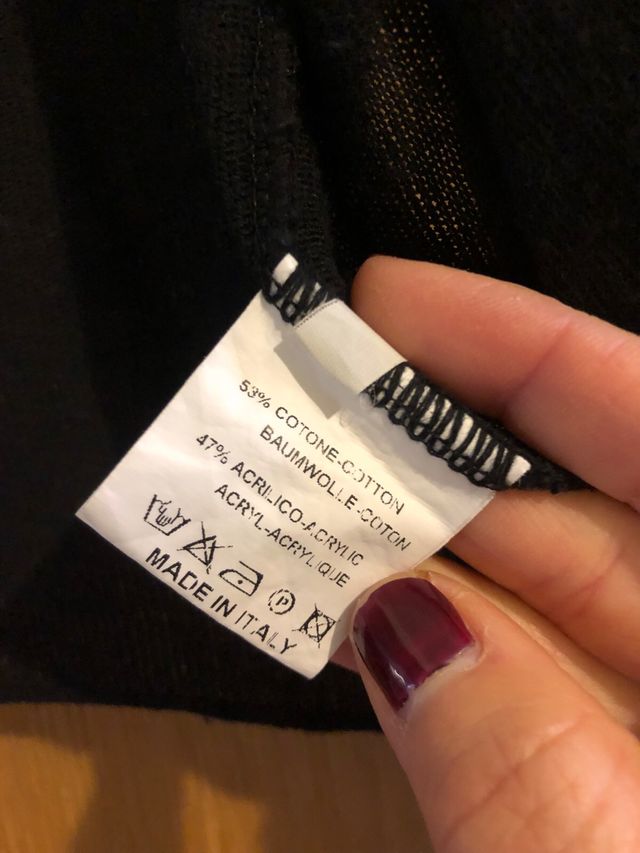 53% COTONE-COTTON
BAUMWOLLE-COTON
47% ACRILICO-ACRYLIC
ACRYL-ACRYLIQUE
P
MADE IN ITALY